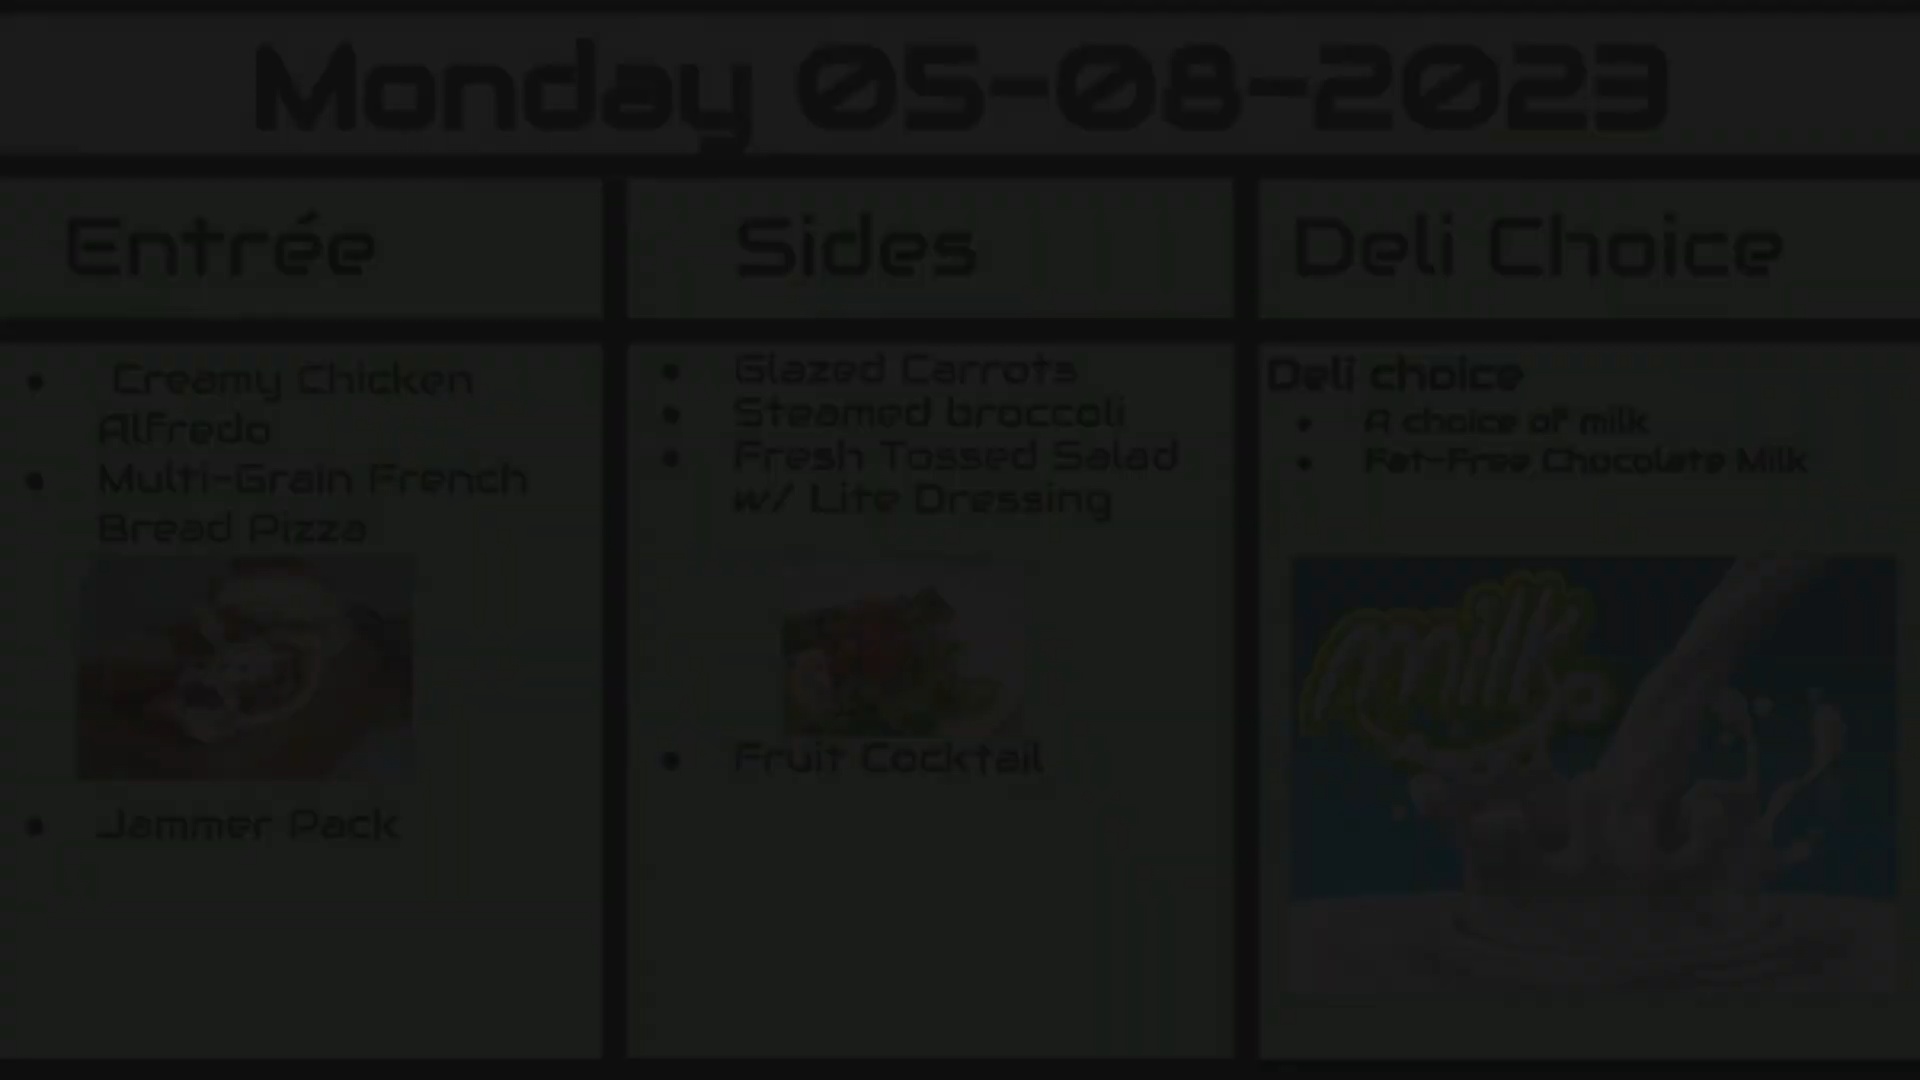 Monday 05-08-2023
Entrée
Sides
Deli Choice
Creamy Chicken
Alfredo
Multi-Grain French
Bread Pizza
Jammer Pack
Glazed Carrots
Steamed broccoli
Fresh Tossed Salad
w/ Lite Dressing
Fruit Cocktail
Deli choice
A choice of milk
Fat-Free Chocolate Milk
milk